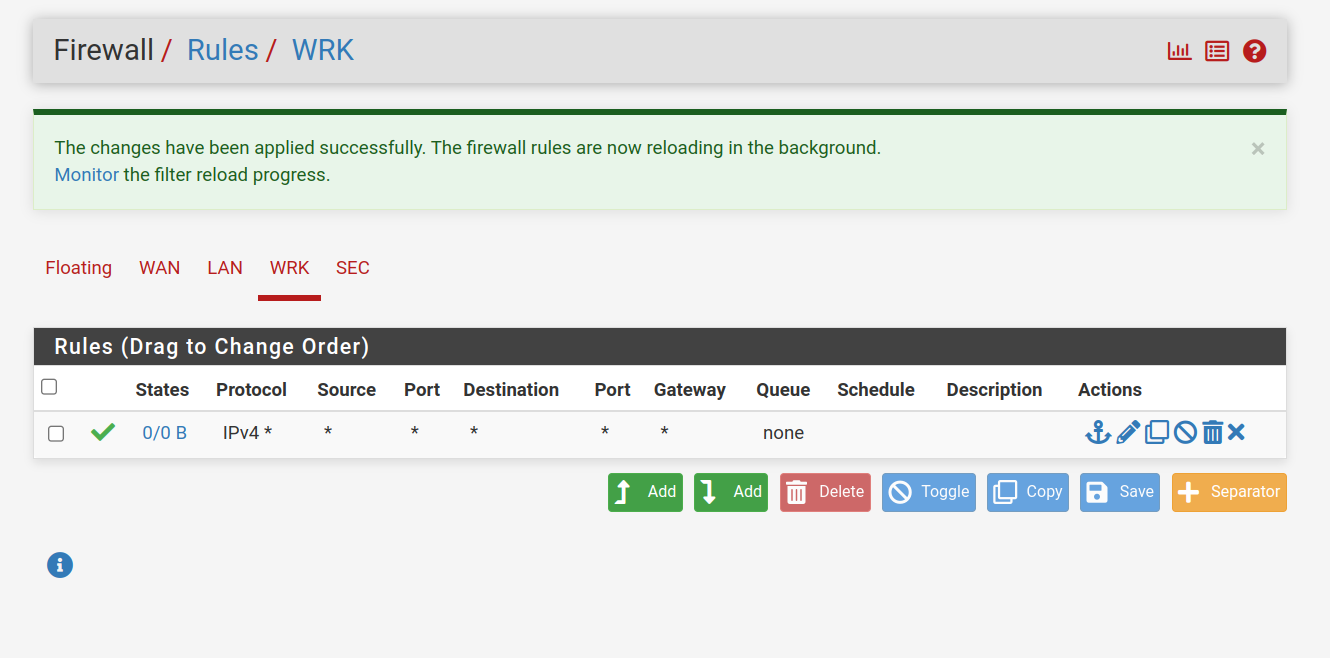 Firewall / Rules / WRK
The changes have been applied successfully. The firewall rules are now reloading in the background.
Monitor the filter reload progress.
×
Floating WAN LAN WRK SEC
Rules (Drag to Change Order)
States Protocol Source Port Destination Port Gateway Queue Schedule Description Actions
0/0 B IPv4 * * * * * * none
Add Add Delete Toggle Copy Save Separator